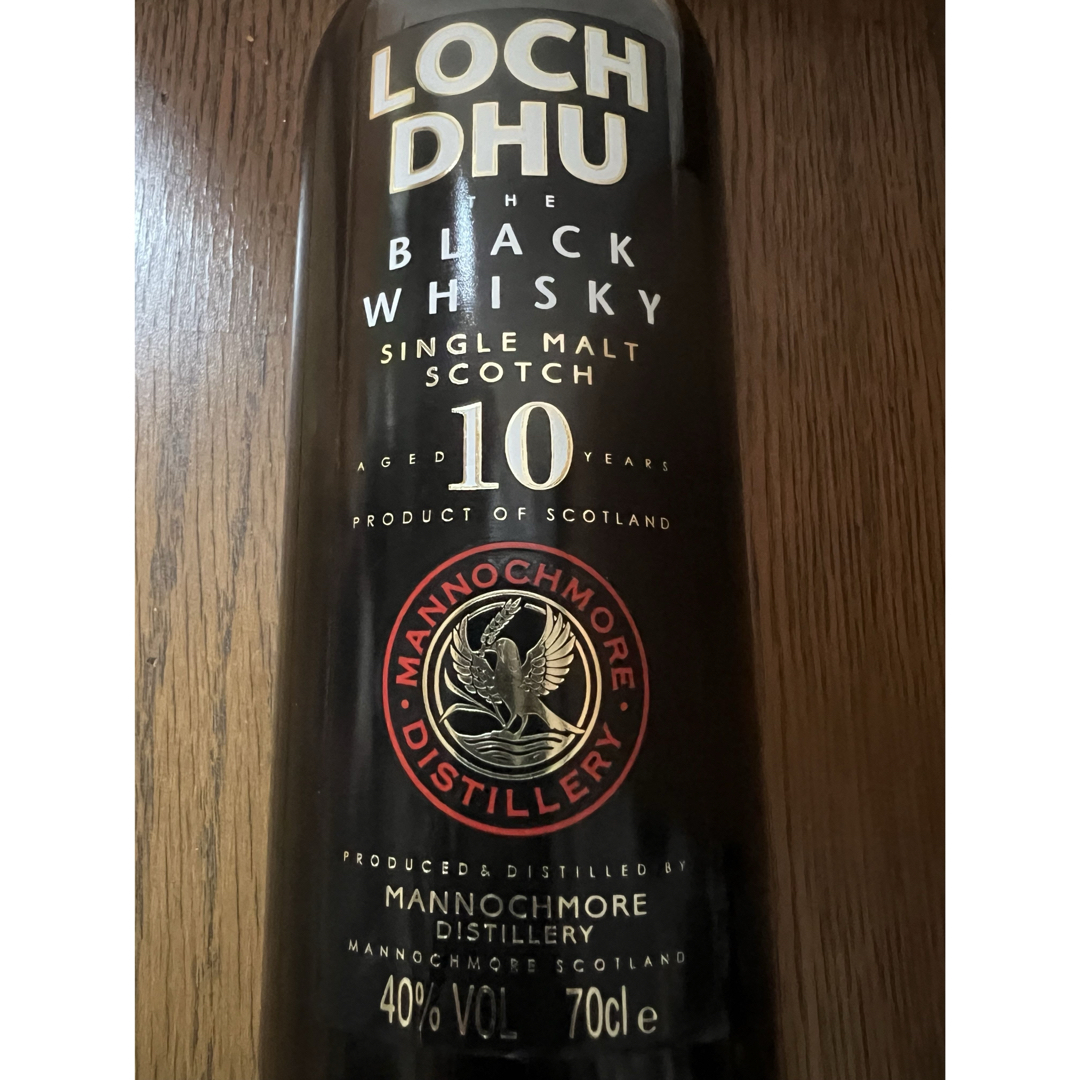 LOCH
DHU
THE
BLACK
WHISKY
SINGLE MALT
SCOTCH
AGED 10 YEARS
PRODUCT OF SCOTLAND
MANNOCHMORE
DISTILLERY
PRODUCED & DISTILLED BY
MANNOCHMORE
DISTILLERY
MANNOCHMORE SCOTLAND
40% VOL 70cl e